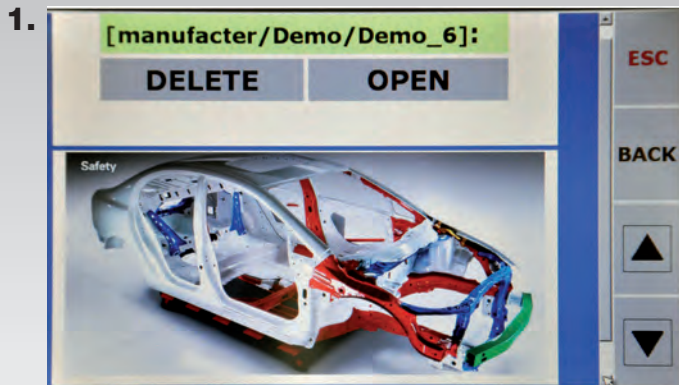 1.
[manufacter/Demo/Demo_6]:
DELETE OPEN
ESC
BACK
Safety